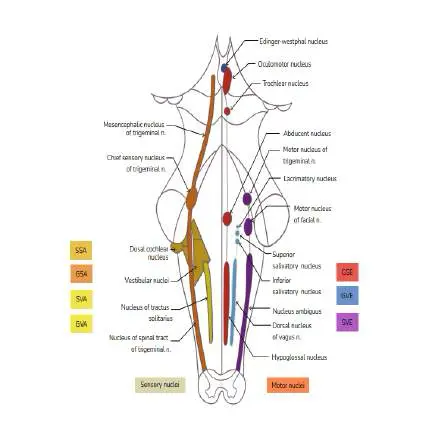 Edinger-westphal nucleus
Oculomotor nucleus
Trochlear nucleus
Mesencephalic nucleus
of trigeminal n.
Abducent nucleus
Motor nucleus of
trigeminal n.
Chief sensory nucleus
of trigeminal n.
Lacrimatory nucleus
Motor nucleus
of facial n.
Dorsal cochlear
nucleus
Superior
salivatory nucleus
SSA
GSA
SVA
GVA
Vestibular nuclei
Inferior
salivatory nucleus
GSE
GVE
SVE
Nucleus of tractus
solitarius
Nucleus ambiguus
Dorsal nucleus
of vagus n.
Nucleus of spinal tract
of trigeminal n.
Hypoglossal nucleus
Sensory nuclei
Motor nuclei